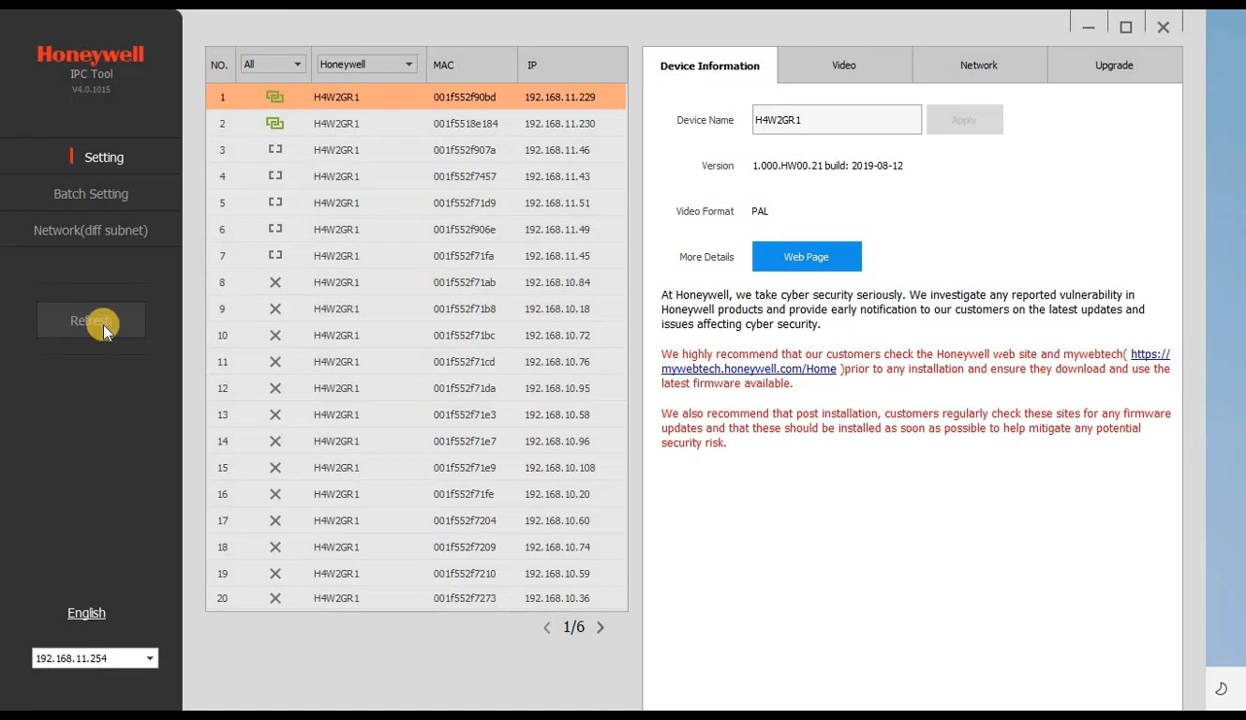 Honeywell
IPC Tool
V4.0.1015
Setting
Batch Setting
Network(diff subnet)
Refresh
English
192.168.11.254
NO. All Honeywell MAC IP
1 H4W2GR1 001f552f90bd 192.168.11.229
2 H4W2GR1 001f5518e184 192.168.11.230
3 H4W2GR1 001f552f907a 192.168.11.46
4 H4W2GR1 001f552f7457 192.168.11.43
5 H4W2GR1 001f552f71d9 192.168.11.51
6 H4W2GR1 001f552f906e 192.168.11.49
7 H4W2GR1 001f552f71fa 192.168.11.45
8 H4W2GR1 001f552f71ab 192.168.10.84
9 H4W2GR1 001f552f71b8 192.168.10.18
10 H4W2GR1 001f552f71bc 192.168.10.72
11 H4W2GR1 001f552f71cd 192.168.10.76
12 H4W2GR1 001f552f71da 192.168.10.95
13 H4W2GR1 001f552f71e3 192.168.10.58
14 H4W2GR1 001f552f71e7 192.168.10.96
15 H4W2GR1 001f552f71e9 192.168.10.108
16 H4W2GR1 001f552f71fe 192.168.10.20
17 H4W2GR1 001f552f7204 192.168.10.60
18 H4W2GR1 001f552f7209 192.168.10.74
19 H4W2GR1 001f552f7210 192.168.10.59
20 H4W2GR1 001f552f7273 192.168.10.36
1/6
Device Information Video Network Upgrade
Device Name H4W2GR1 Apply
Version 1.000.HW00.21 build: 2019-08-12
Video Format PAL
More Details Web Page
At Honeywell, we take cyber security seriously. We investigate any reported vulnerability in
Honeywell products and provide early notification to our customers on the latest updates and
issues affecting cyber security.
We highly recommend that our customers check the Honeywell web site and mywebtech( https://
mywebtech.honeywell.com/Home )prior to any installation and ensure they download and use the
latest firmware available.
We also recommend that post installation, customers regularly check these sites for any firmware
updates and that these should be installed as soon as possible to help mitigate any potential
security risk.